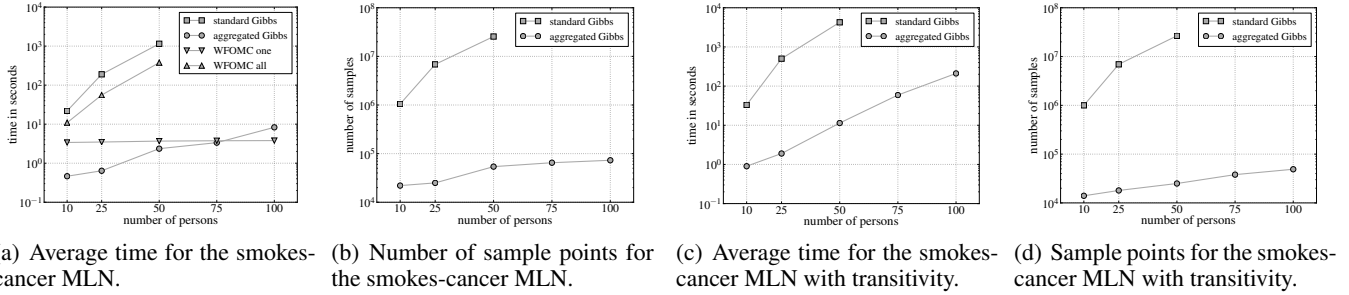 10⁴
10³
10²
10¹
10⁰
10⁻¹
time in seconds
10 25 50 75 100
number of persons
standard Gibbs
aggregated Gibbs
WFOMC one
WFOMC all
10⁸
10⁷
10⁶
10⁵
10⁴
number of samples
10 25 50 75 100
number of persons
standard Gibbs
aggregated Gibbs
10⁴
10³
10²
10¹
10⁰
10⁻¹
time in seconds
10 25 50 75 100
number of persons
standard Gibbs
aggregated Gibbs
10⁸
10⁷
10⁶
10⁵
10⁴
number of samples
10 25 50 75 100
number of persons
standard Gibbs
aggregated Gibbs
a) Average time for the smokes-
cancer MLN.
(b) Number of sample points for
the smokes-cancer MLN.
(c) Average time for the smokes-
cancer MLN with transitivity.
(d) Sample points for the smokes-
cancer MLN with transitivity.